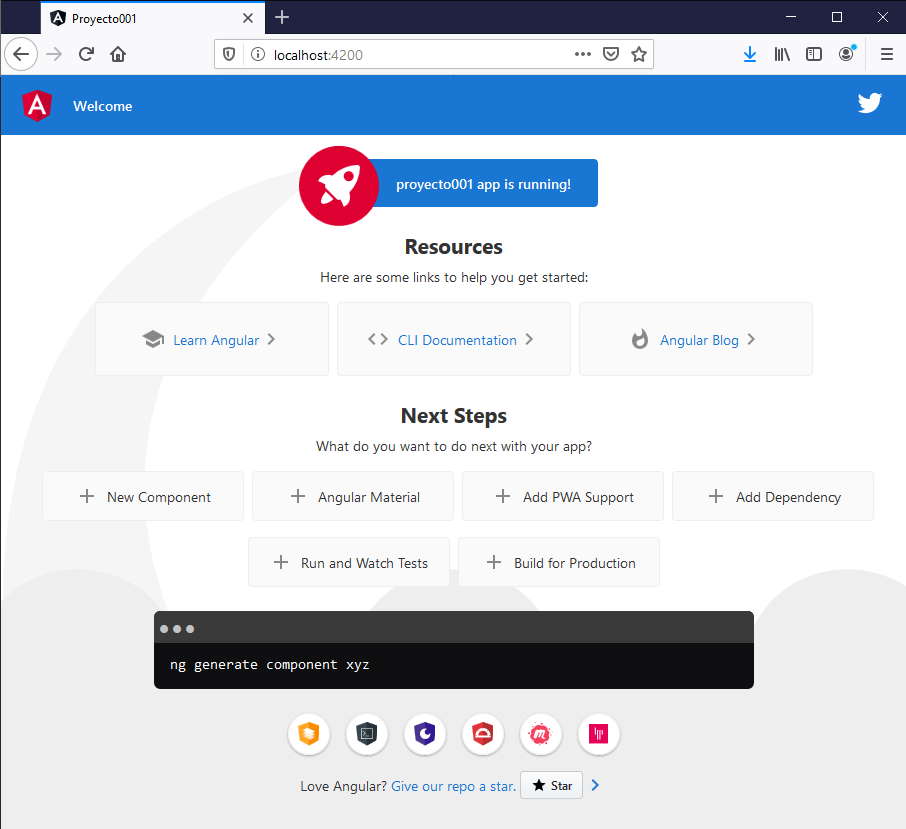 Proyecto001
localhost:4200
Welcome
proyecto001 app is running!
Resources
Here are some links to help you get started:
Learn Angular
CLI Documentation
Angular Blog
Next Steps
What do you want to do next with your app?
New Component
Angular Material
Add PWA Support
Add Dependency
Run and Watch Tests
Build for Production
ng generate component xyz
Love Angular? Give our repo a star. Star